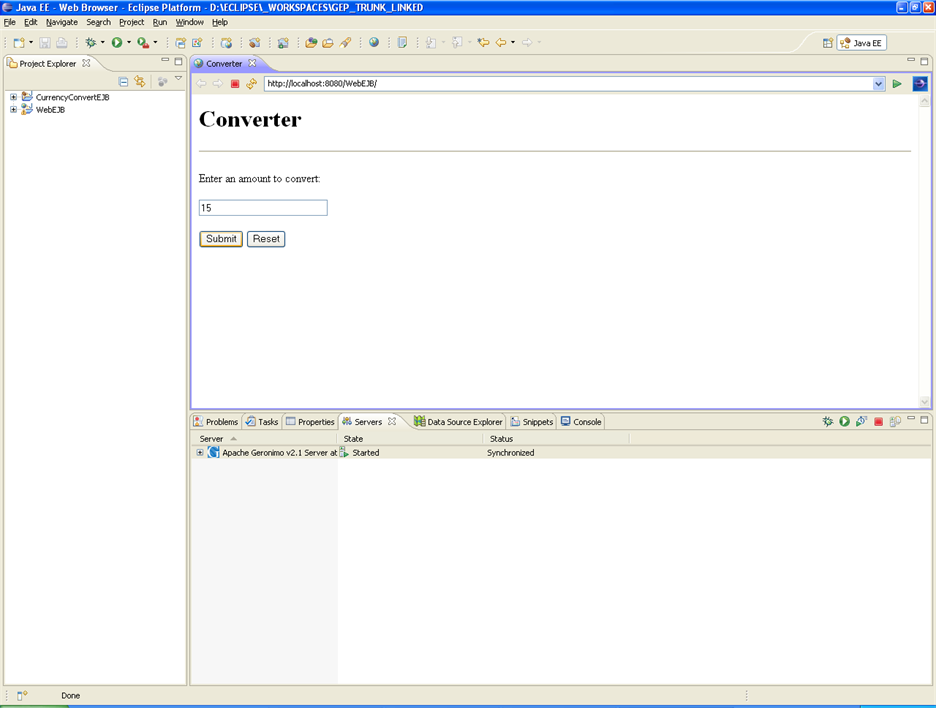 Java EE - Web Browser - Eclipse Platform - D:\ECLIPSE\_WORKSPACES\GEP_TRUNK_LINKED
File Edit Navigate Search Project Run Window Help
Java EE
Project Explorer
CurrencyConvertEJB
WebEJB
Converter
http://localhost:8080/WebEJB/
Converter
Enter an amount to convert:
15
Submit Reset
Problems Tasks Properties Servers Data Source Explorer Snippets Console
Server State Status
Apache Geronimo v2.1 Server at Started Synchronized
Done